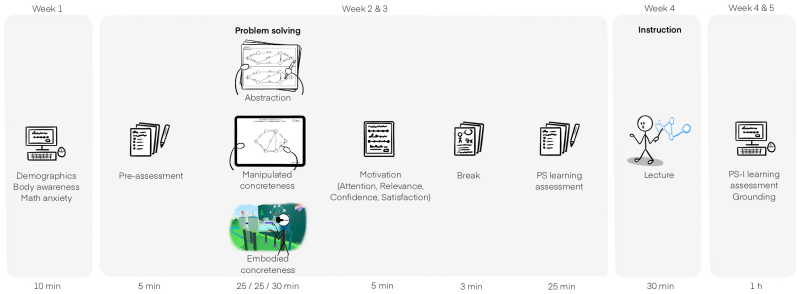 Week 1
Week 2 & 3
Week 4
Week 4 & 5
Problem solving
Instruction
Abstraction
Demographics
Body awareness
Math anxiety
Pre-assessment
Manipulated
concreteness
Motivation
(Attention, Relevance,
Confidence, Satisfaction)
Break
PS learning
assessment
Lecture
PS-I learning
assessment
Grounding
Embodied
concreteness
10 min
5 min
25 / 25 / 30 min
5 min
3 min
25 min
30 min
1 h